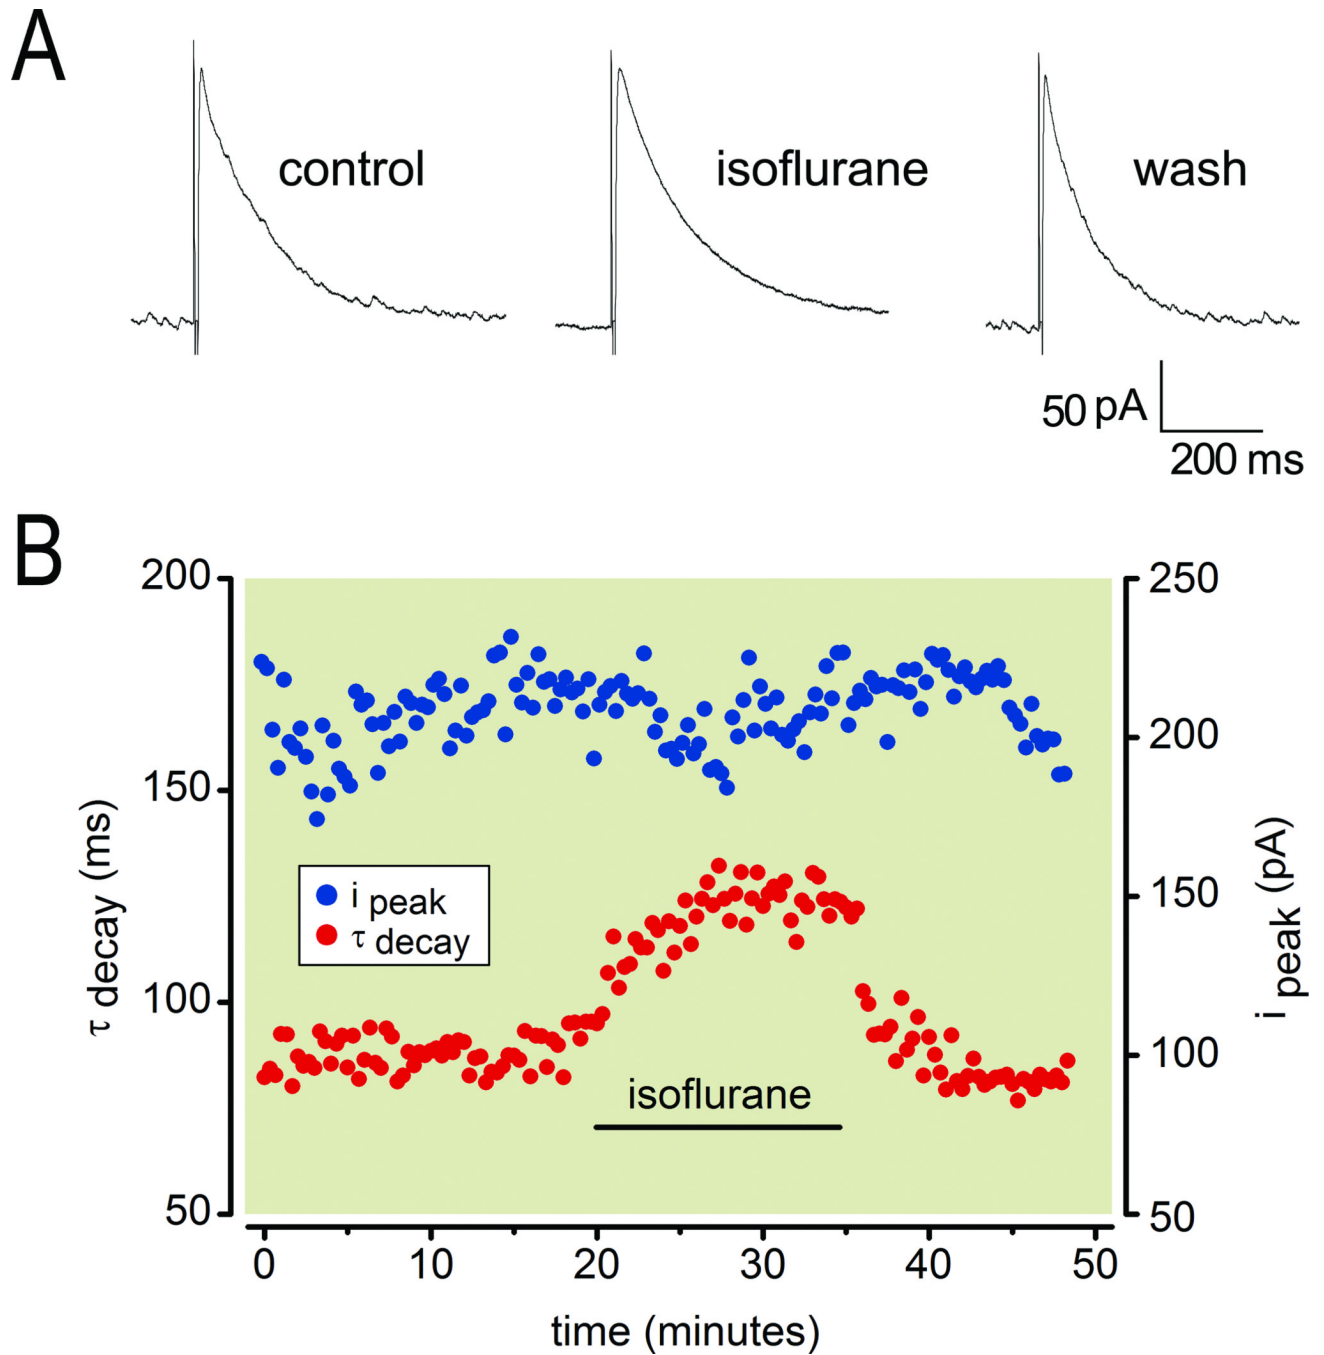 A
control
isoflurane
wash
50 pA
200 ms
B
200
150
100
50
τ decay (ms)
250
200
150
100
50
i peak (pA)
i peak
τ decay
isoflurane
0 10 20 30 40 50
time (minutes)